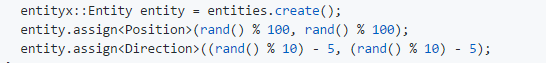 entityx::Entity entity = entities.create();
entity.assign<Position>(rand() % 100, rand() % 100);
entity.assign<Direction>((rand() % 10) - 5, (rand() % 10) - 5);